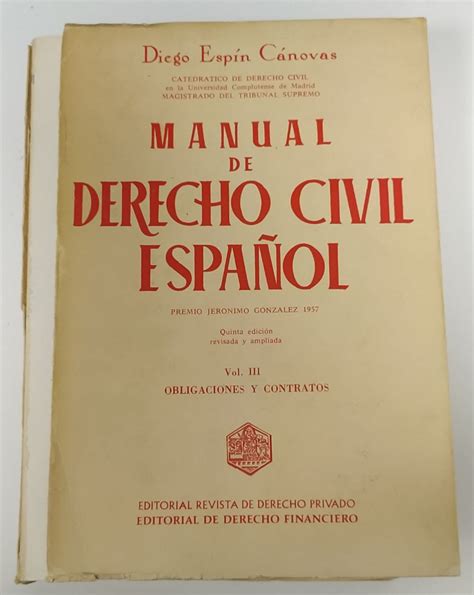 Diego Espín Cánovas
CATEDRATICO DE DERECHO CIVIL
en la Universidad Complutense de Madrid
MAGISTRADO DEL TRIBUNAL SUPREMO
MANUAL
DE
DERECHO CIVIL
ESPAÑOL
PREMIO JERONIMO GONZALEZ 1957
Quinta edición
revisada y ampliada
Vol. III
OBLIGACIONES Y CONTRATOS
EDITORIAL REVISTA DE DERECHO PRIVADO
EDITORIAL DE DERECHO FINANCIERO